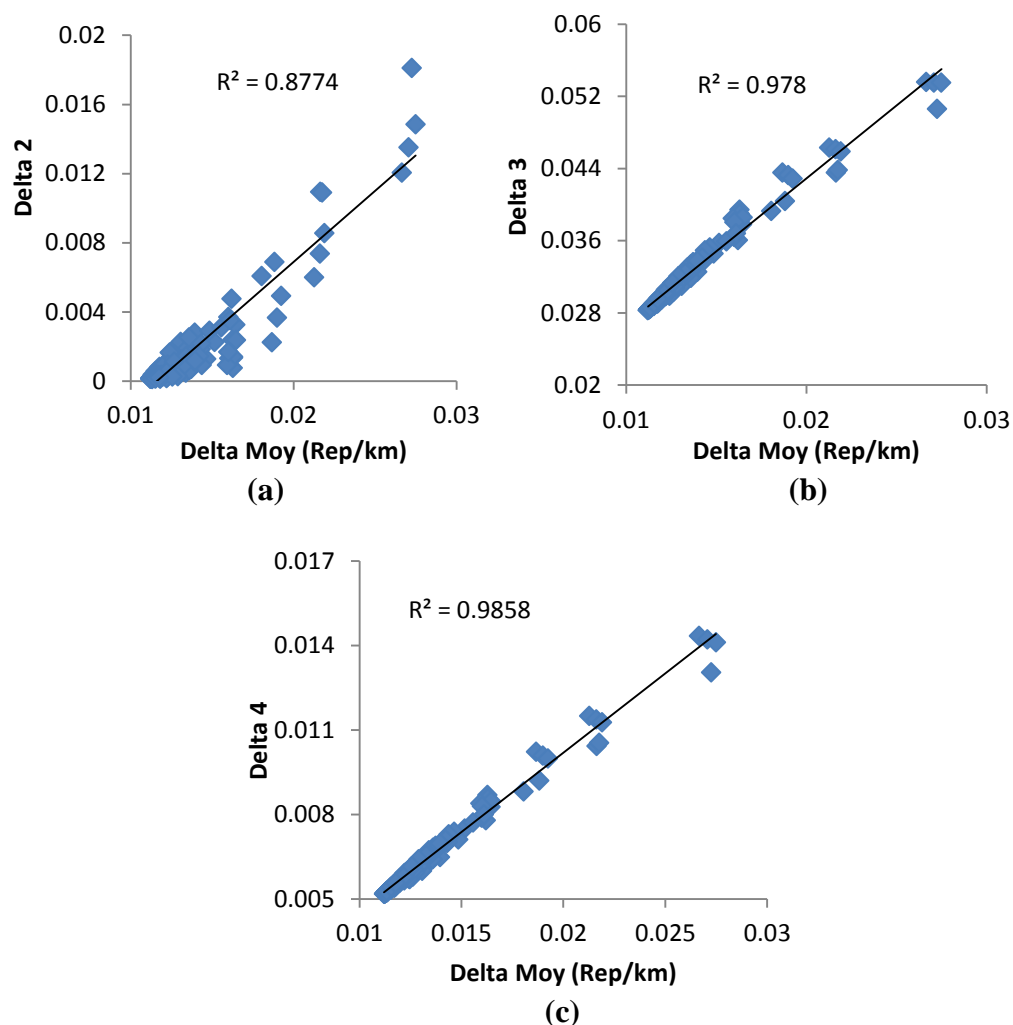 0.02
0.016
0.012
0.008
0.004
0
Delta 2
R² = 0.8774
0.01 0.02 0.03
Delta Moy (Rep/km)
(a)
0.06
0.052
0.044
0.036
0.028
0.02
Delta 3
R² = 0.978
0.01 0.02 0.03
Delta Moy (Rep/km)
(b)
0.017
0.014
0.011
0.008
0.005
Delta 4
R² = 0.9858
0.01 0.015 0.02 0.025 0.03
Delta Moy (Rep/km)
(c)